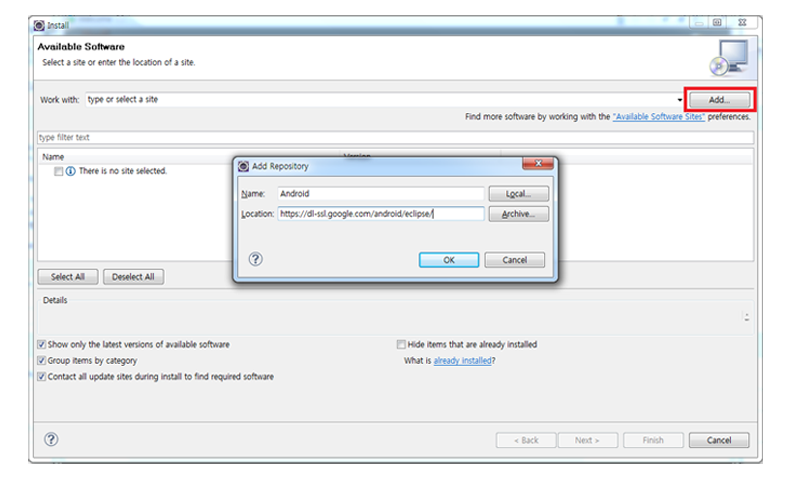 Install
Available Software
Select a site or enter the location of a site.
Work with: type or select a site Add...
Find more software by working with the "Available Software Sites" preferences.
type filter text
Name Version
There is no site selected.
Add Repository
Name: Android Local...
Location: https://dl-ssl.google.com/android/eclipse/ Archive...
OK Cancel
Select All Deselect All
Details
Show only the latest versions of available software Hide items that are already installed
Group items by category What is already installed?
Contact all update sites during install to find required software
< Back Next > Finish Cancel